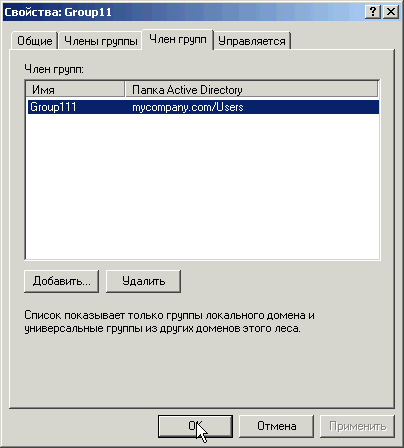 Свойства: Group11
Общие Члены группы Член групп Управляется
Член групп:
Имя Папка Active Directory
Group111 mycompany.com/Users
Добавить... Удалить
Список показывает только группы локального домена и
универсальные группы из других доменов этого леса.
OK Отмена Применить